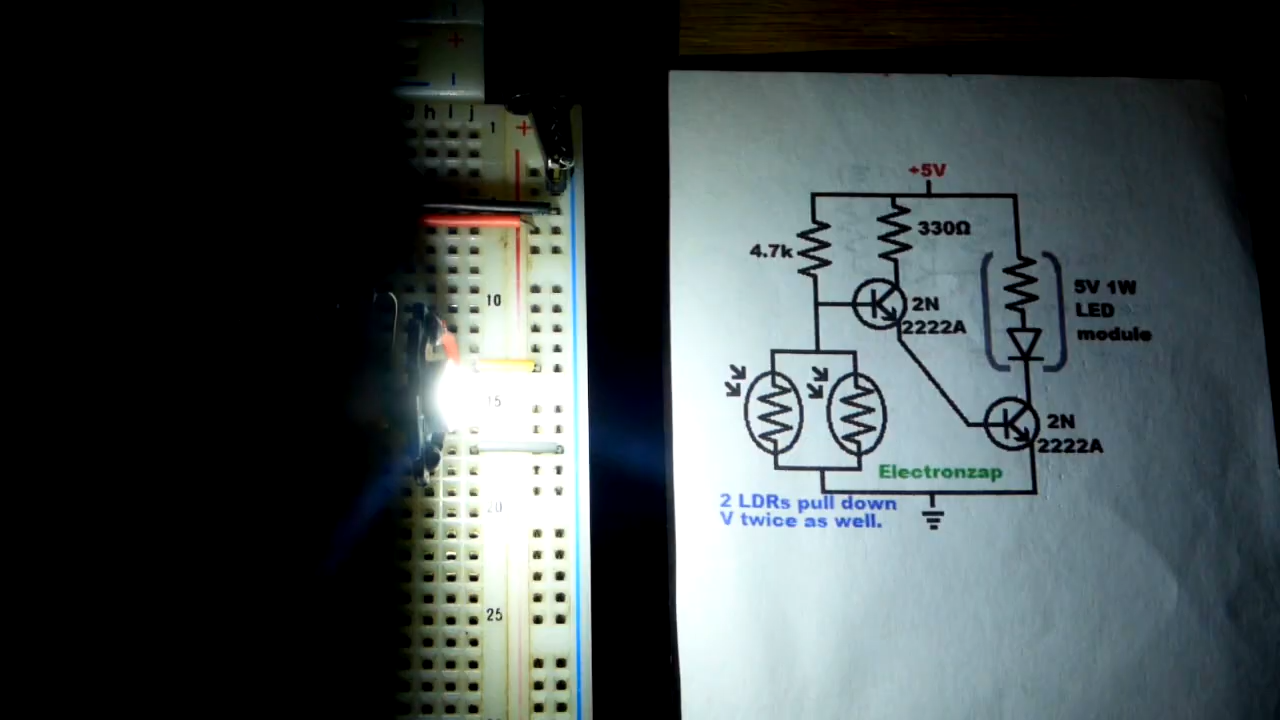 h i j
1
+
10
15
20
25
+5V
330Ω
4.7k
2N
2222A
5V 1W
LED
module
2N
2222A
Electronzap
2 LDRs pull down
V twice as well.